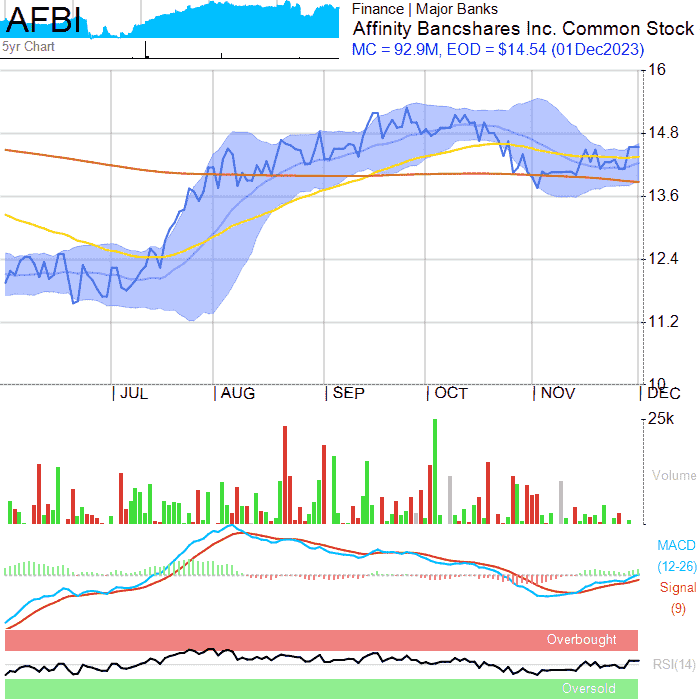 AFBI
5yr Chart
Finance | Major Banks
Affinity Bancshares Inc. Common Stock
MC = 92.9M, EOD = $14.54 (01Dec2023)
16
14.8
13.6
12.4
11.2
10
JUL
AUG
SEP
OCT
NOV
DEC
25k
Volume
MACD
(12-26)
Signal
(9)
Overbought
RSI(14)
Oversold